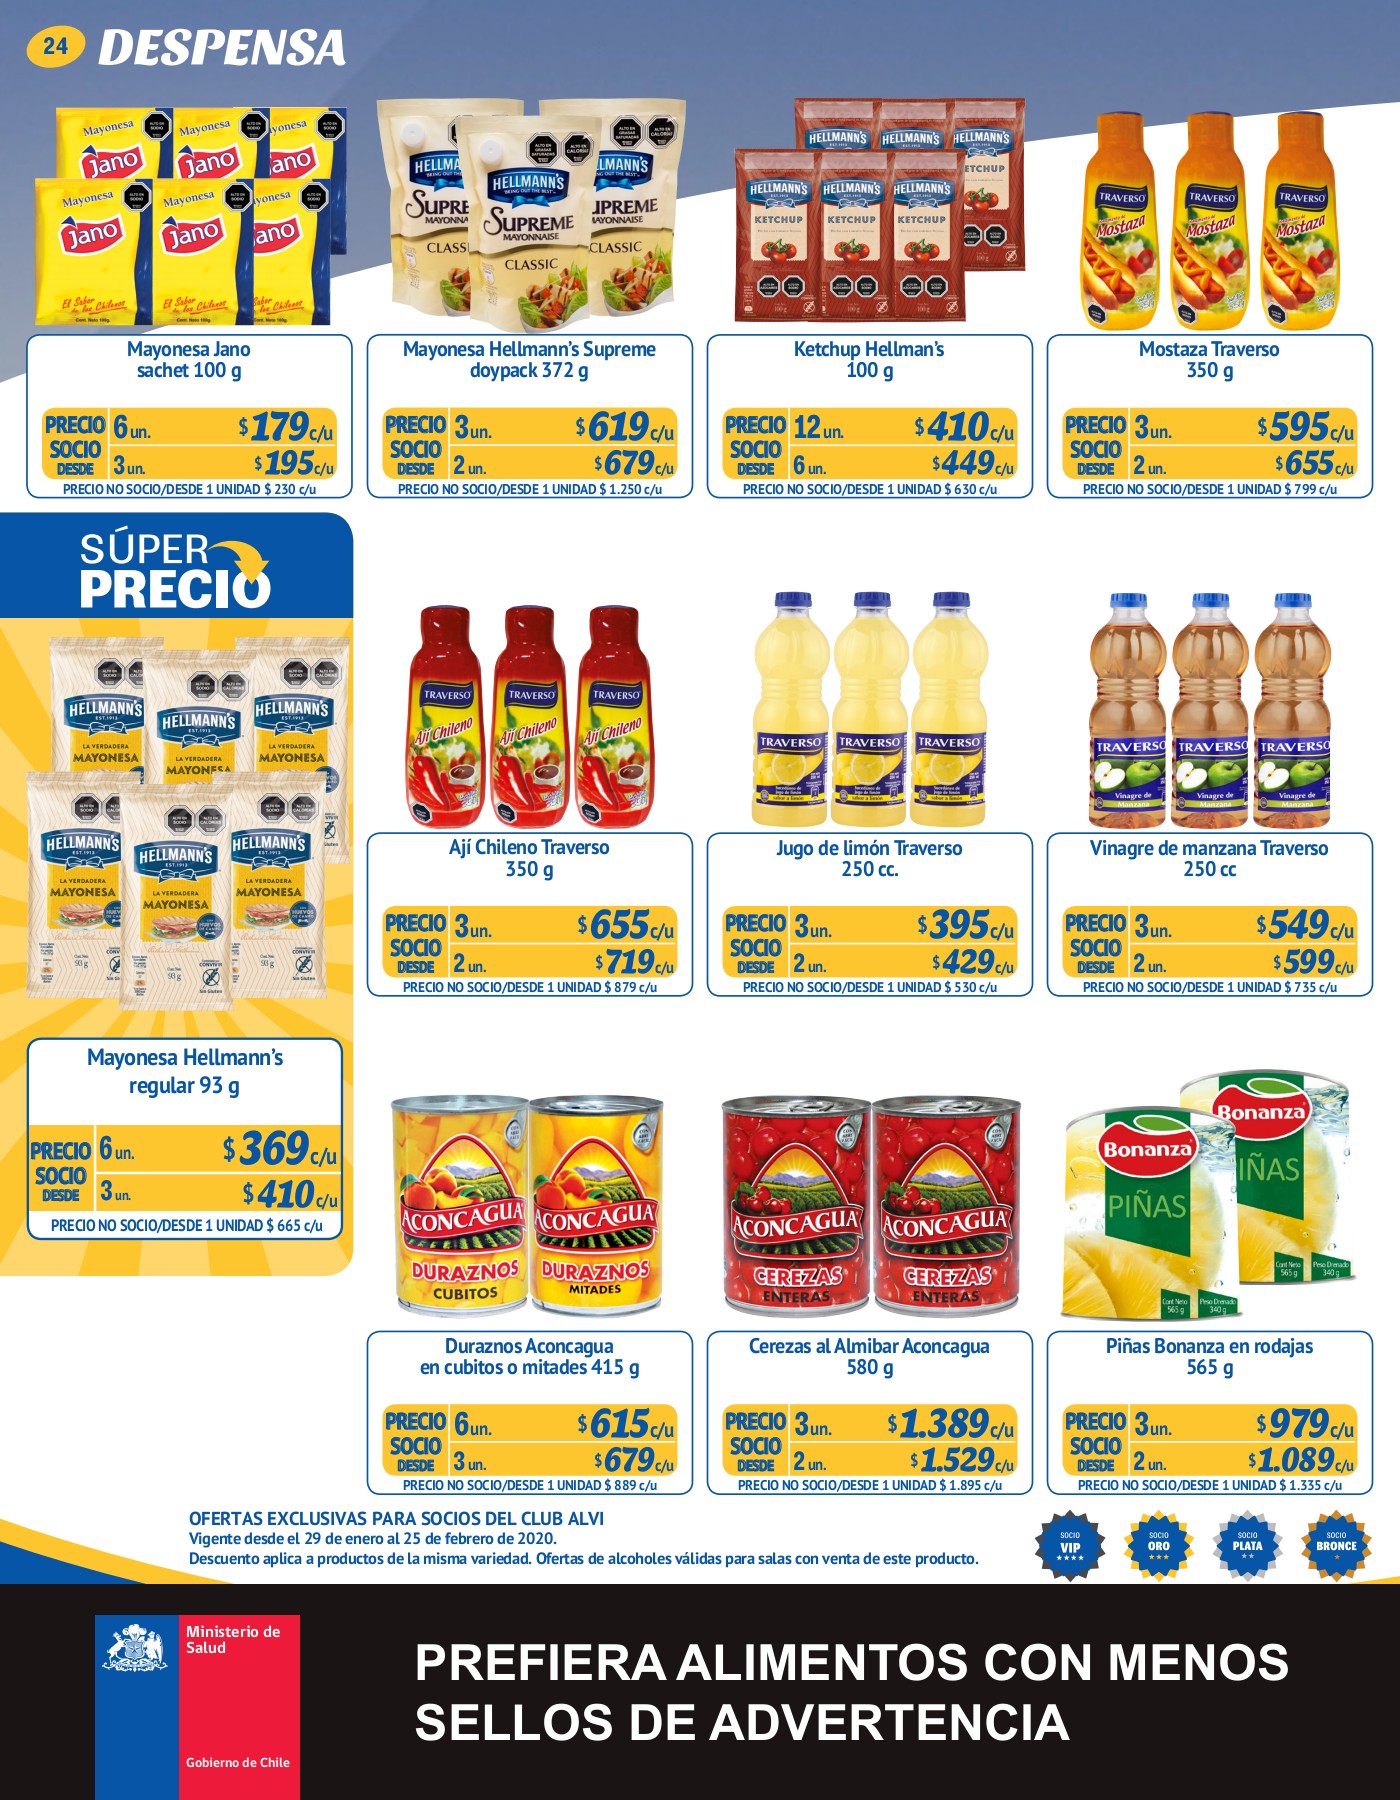 24 DESPENSA
Mayonesa Jano
sachet 100 g
PRECIO SOCIO DESDE
6 un. $179 c/u
3 un. $195 c/u
PRECIO NO SOCIO/DESDE 1 UNIDAD $ 230 c/u
Mayonesa Hellmann's Supreme
doypack 372 g
PRECIO SOCIO DESDE
3 un. $619 c/u
2 un. $679 c/u
PRECIO NO SOCIO/DESDE 1 UNIDAD $ 1.250 c/u
Ketchup Hellman's
100 g
PRECIO SOCIO DESDE
12 un. $410 c/u
6 un. $449 c/u
PRECIO NO SOCIO/DESDE 1 UNIDAD $ 630 c/u
Mostaza Traverso
350 g
PRECIO SOCIO DESDE
3 un. $595 c/u
2 un. $655 c/u
PRECIO NO SOCIO/DESDE 1 UNIDAD $ 799 c/u
SÚPER
PRECIO
Mayonesa Hellmann's
regular 93 g
PRECIO SOCIO DESDE
6 un. $369 c/u
3 un. $410 c/u
PRECIO NO SOCIO/DESDE 1 UNIDAD $ 665 c/u
Ají Chileno Traverso
350 g
PRECIO SOCIO DESDE
3 un. $655 c/u
2 un. $719 c/u
PRECIO NO SOCIO/DESDE 1 UNIDAD $ 879 c/u
Jugo de limón Traverso
250 cc.
PRECIO SOCIO DESDE
3 un. $395 c/u
2 un. $429 c/u
PRECIO NO SOCIO/DESDE 1 UNIDAD $ 530 c/u
Vinagre de manzana Traverso
250 cc
PRECIO SOCIO DESDE
3 un. $549 c/u
2 un. $599 c/u
PRECIO NO SOCIO/DESDE 1 UNIDAD $ 735 c/u
ACONCAGUA
DURAZNOS
CUBITOS
ACONCAGUA
DURAZNOS
MITADES
Duraznos Aconcagua
en cubitos o mitades 415 g
PRECIO SOCIO DESDE
6 un. $615 c/u
3 un. $679 c/u
PRECIO NO SOCIO/DESDE 1 UNIDAD $ 889 c/u
ACONCAGUA
CEREZAS
ENTERAS
ACONCAGUA
CEREZAS
ENTERAS
Cerezas al Almibar Aconcagua
580 g
PRECIO SOCIO DESDE
3 un. $1.389 c/u
2 un. $1.529 c/u
PRECIO NO SOCIO/DESDE 1 UNIDAD $ 1.895 c/u
Bonanza
PIÑAS
Bonanza
Piñas Bonanza en rodajas
565 g
PRECIO SOCIO DESDE
3 un. $979 c/u
2 un. $1.089 c/u
PRECIO NO SOCIO/DESDE 1 UNIDAD $ 1.335 c/u
OFERTAS EXCLUSIVAS PARA SOCIOS DEL CLUB ALVI
Vigente desde el 29 de enero al 25 de febrero de 2020.
Descuento aplica a productos de la misma variedad. Ofertas de alcoholes válidas para salas con venta de este producto.
SOCIO VIP
SOCIO ORO
SOCIO PLATA
SOCIO BRONCE
Ministerio de
Salud
Gobierno de Chile
PREFIERA ALIMENTOS CON MENOS
SELLOS DE ADVERTENCIA